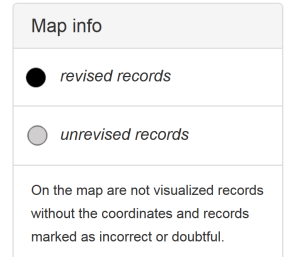 Map info
revised records
unrevised records
On the map are not visualized records
without the coordinates and records
marked as incorrect or doubtful.